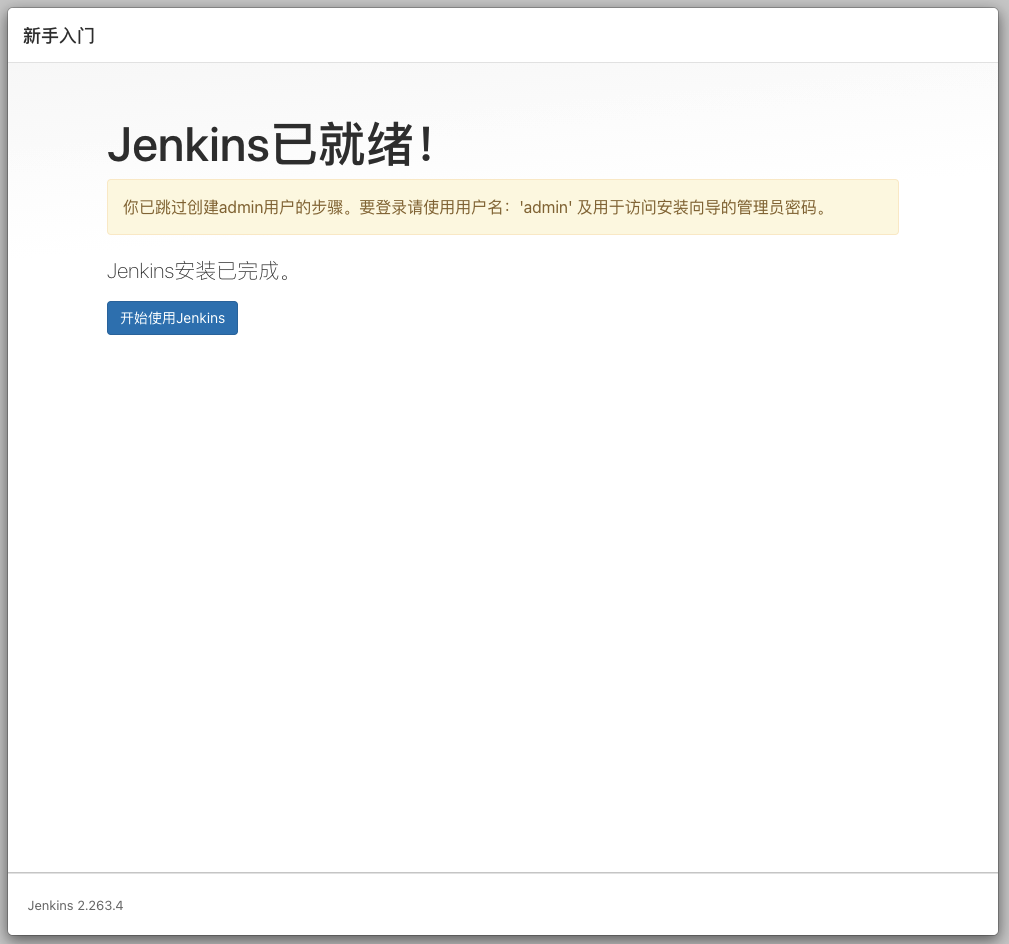 新手入门
Jenkins已就绪！
你已跳过创建admin用户的步骤。要登录请使用用户名：'admin' 及用于访问安装向导的管理员密码。
Jenkins安装已完成。
开始使用Jenkins
Jenkins 2.263.4